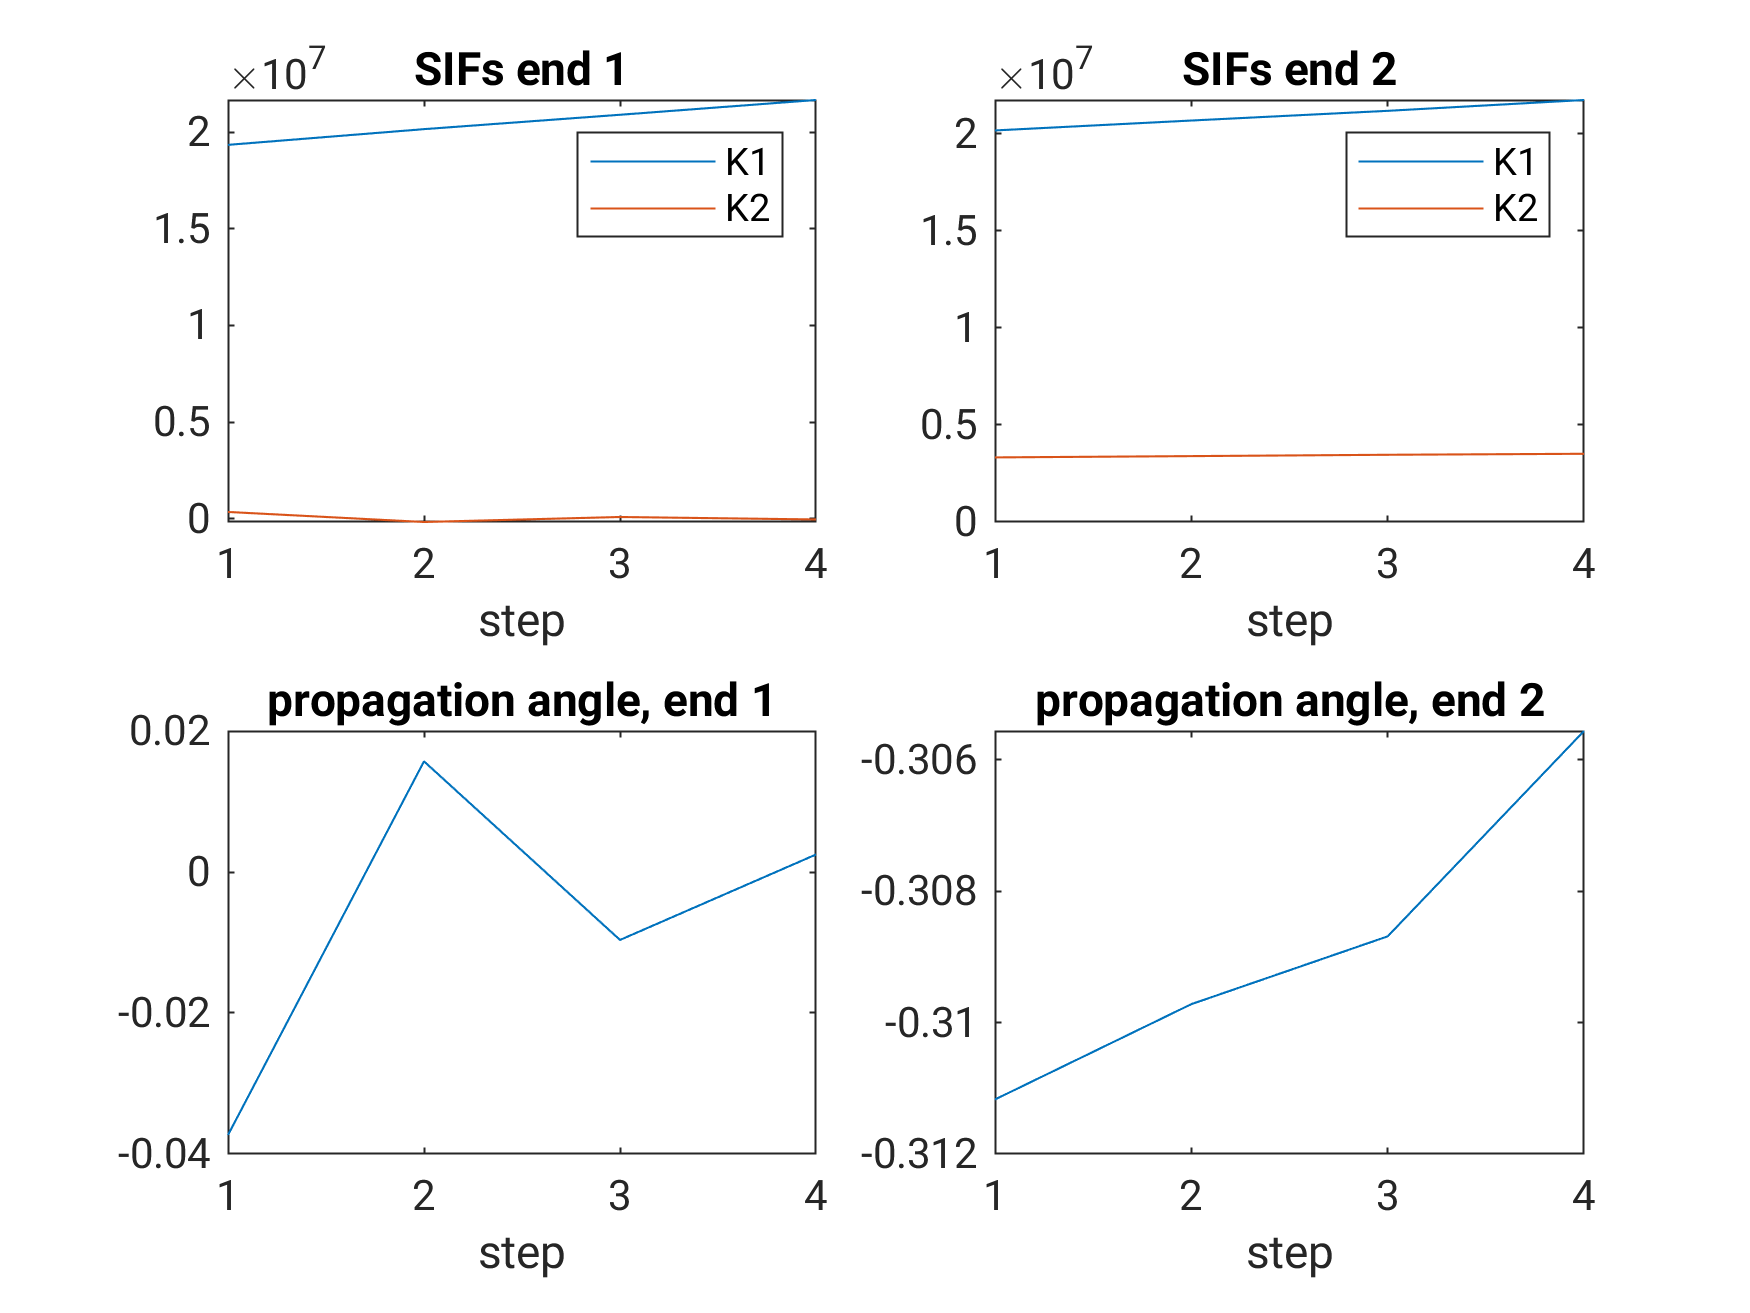 ×10^7
SIFs end 1
2
1.5
1
0.5
0
K1
K2
1 2 3 4
step
×10^7
SIFs end 2
2
1.5
1
0.5
0
K1
K2
1 2 3 4
step
propagation angle, end 1
0.02
0
-0.02
-0.04
1 2 3 4
step
propagation angle, end 2
-0.306
-0.308
-0.31
-0.312
1 2 3 4
step